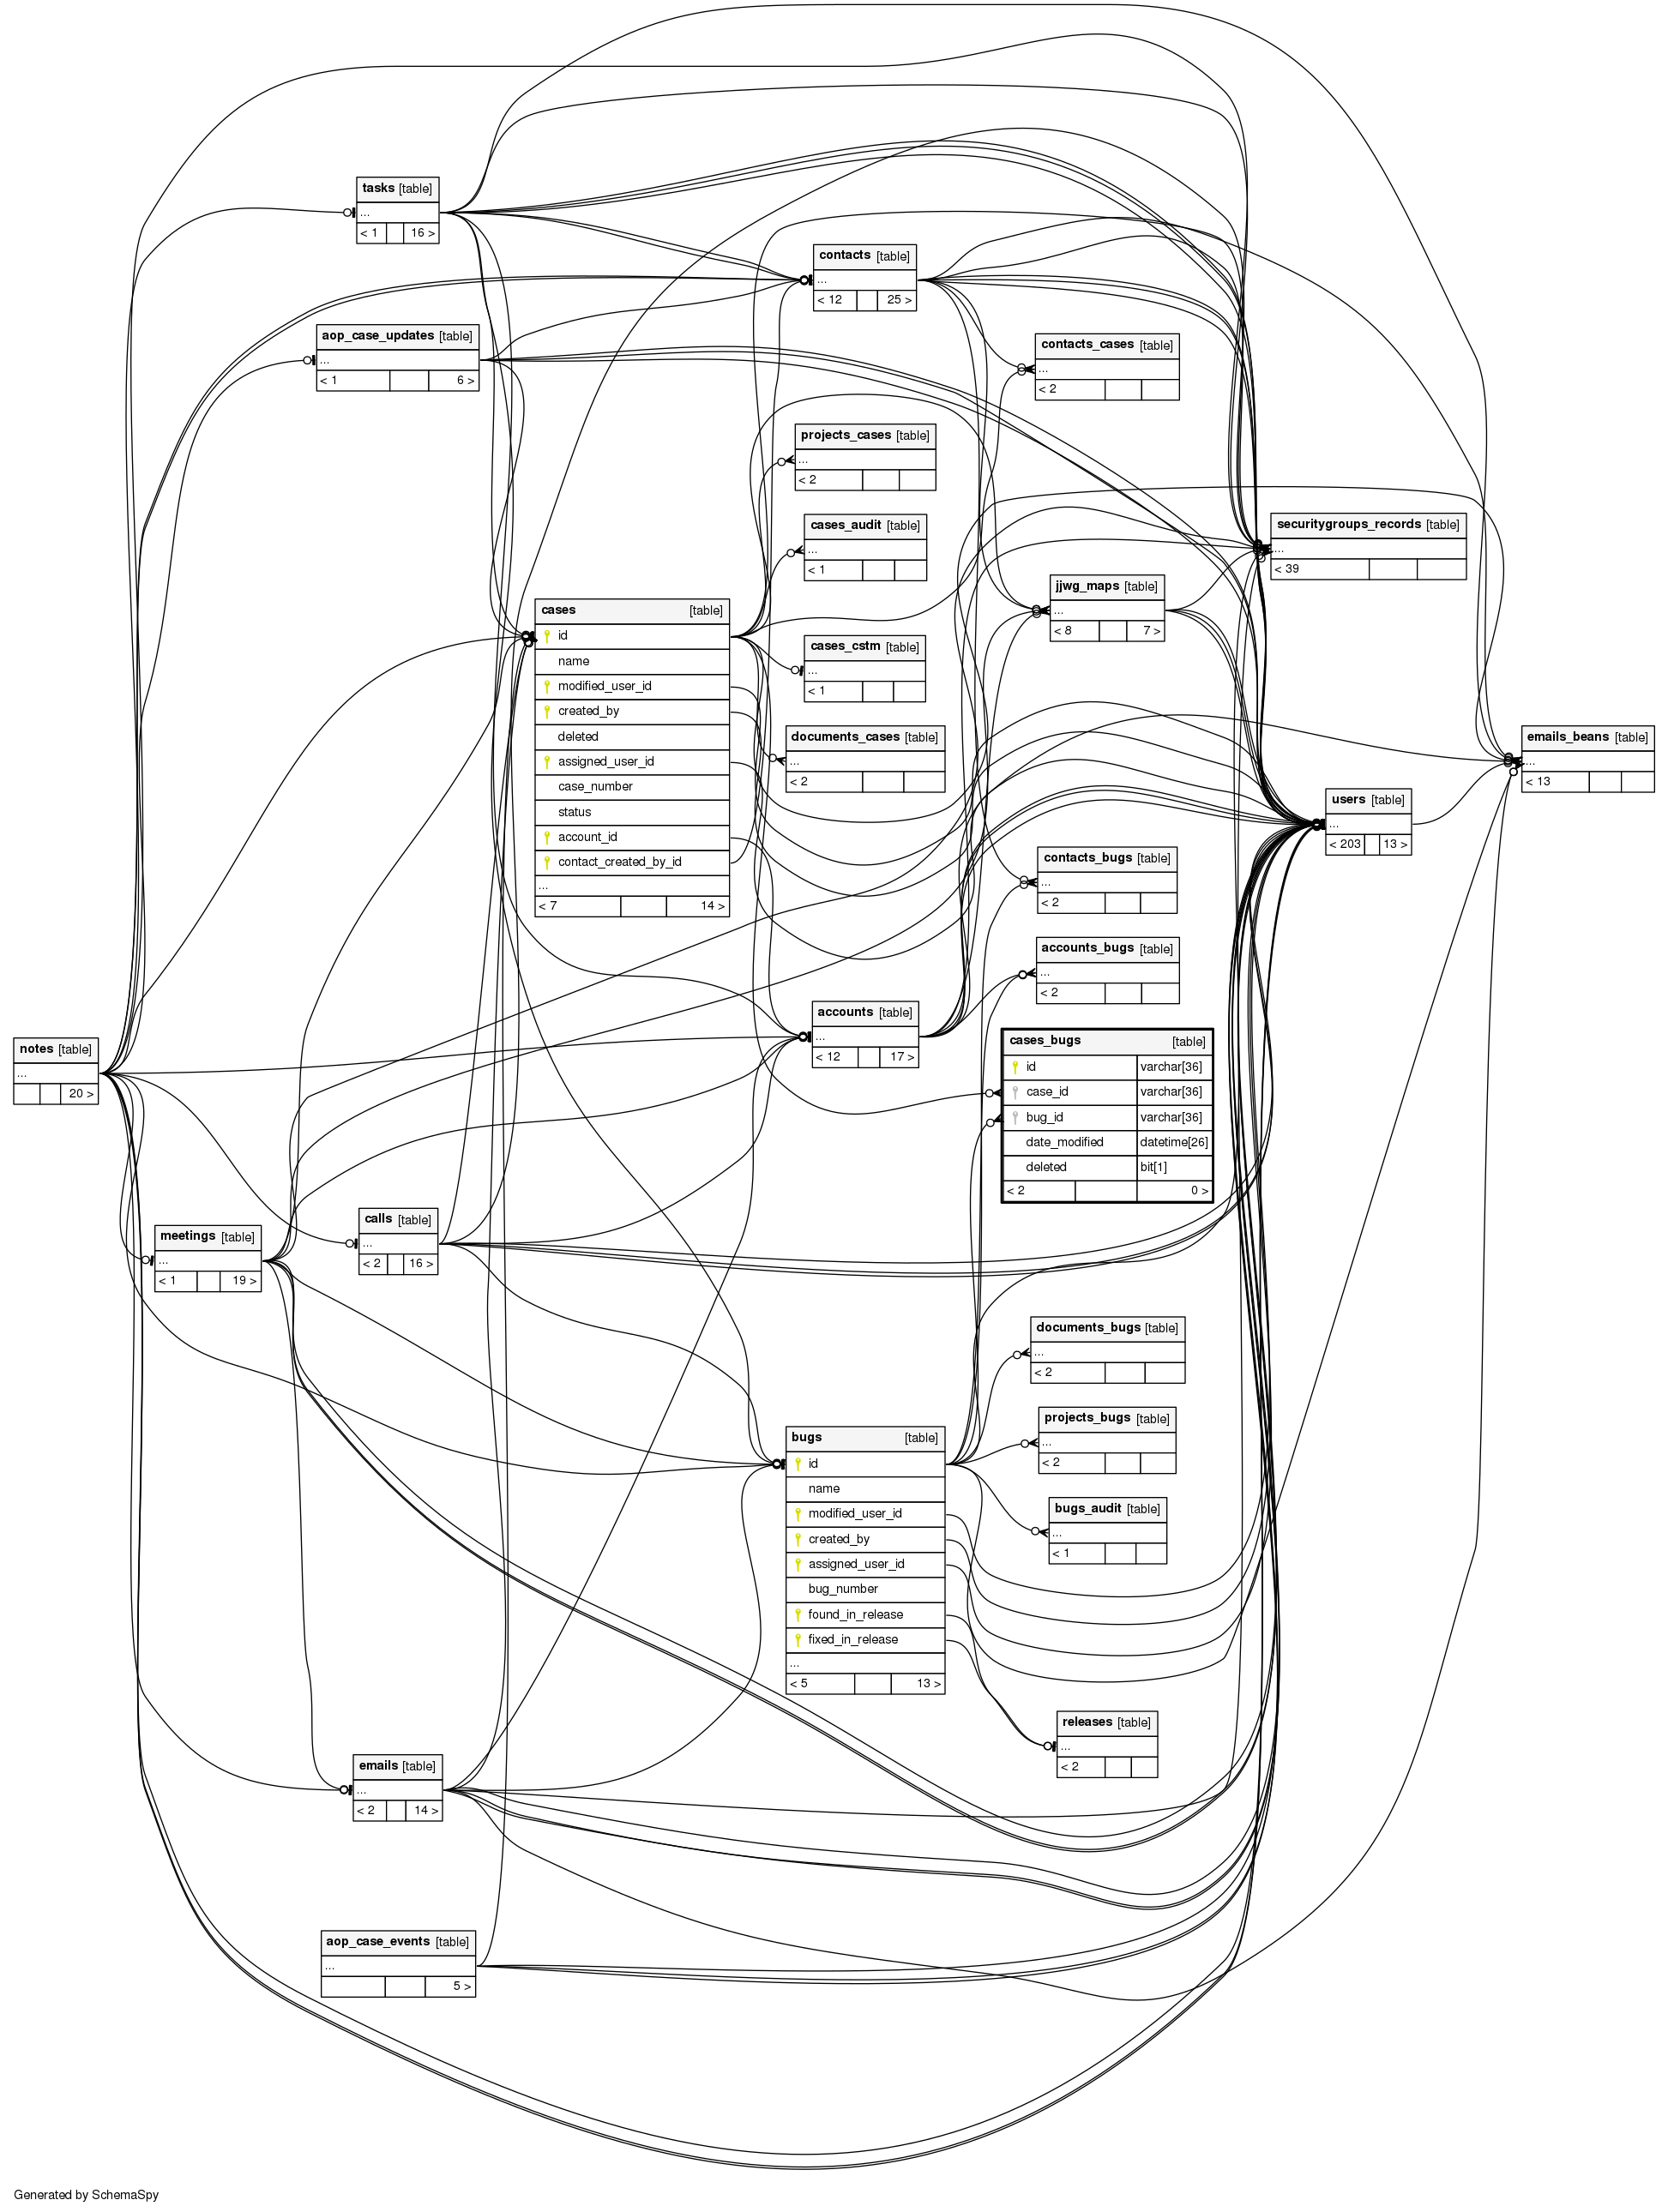 tasks [table]
...
< 1 16 >
contacts [table]
...
< 12 25 >
aop_case_updates [table]
...
< 1 6 >
contacts_cases [table]
...
< 2
projects_cases [table]
...
< 2
cases_audit [table]
...
< 1
securitygroups_records [table]
...
< 39
jjwg_maps [table]
...
< 8 7 >
cases [table]
id
name
modified_user_id
created_by
deleted
assigned_user_id
case_number
status
account_id
contact_created_by_id
...
< 7 14 >
cases_cstm [table]
...
< 1
documents_cases [table]
...
< 2
emails_beans [table]
...
< 13
users [table]
...
< 203 13 >
contacts_bugs [table]
...
< 2
accounts_bugs [table]
...
< 2
accounts [table]
...
< 12 17 >
cases_bugs [table]
id varchar[36]
case_id varchar[36]
bug_id varchar[36]
date_modified datetime[26]
deleted bit[1]
< 2 0 >
notes [table]
...
20 >
meetings [table]
...
< 1 19 >
calls [table]
...
< 2 16 >
documents_bugs [table]
...
< 2
projects_bugs [table]
...
< 2
bugs [table]
id
name
modified_user_id
created_by
assigned_user_id
bug_number
found_in_release
fixed_in_release
...
< 5 13 >
bugs_audit [table]
...
< 1
releases [table]
...
< 2
emails [table]
...
< 2 14 >
aop_case_events [table]
...
5 >
Generated by SchemaSpy